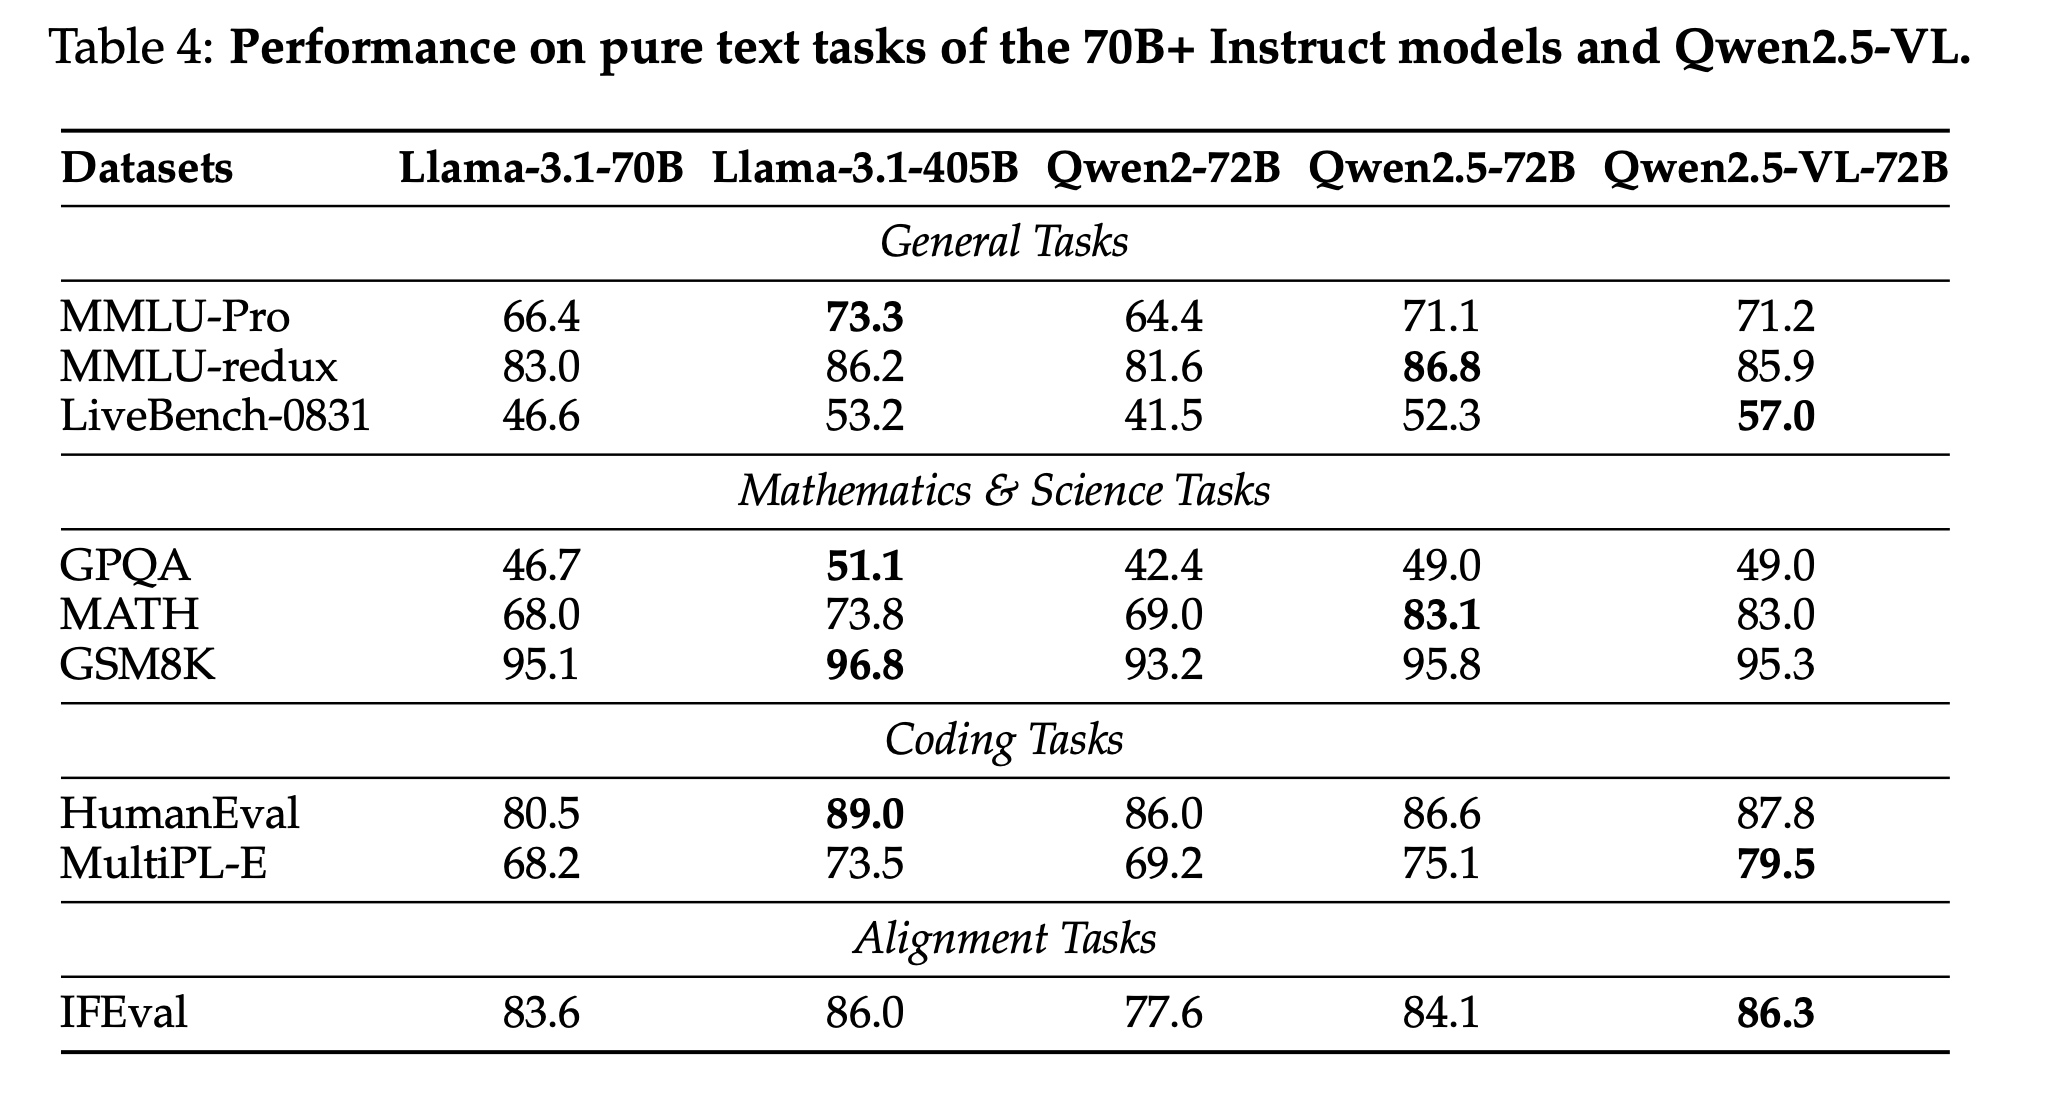 Table 4: Performance on pure text tasks of the 70B+ Instruct models and Qwen2.5-VL.
Datasets Llama-3.1-70B Llama-3.1-405B Qwen2-72B Qwen2.5-72B Qwen2.5-VL-72B
General Tasks
MMLU-Pro 66.4 73.3 64.4 71.1 71.2
MMLU-redux 83.0 86.2 81.6 86.8 85.9
LiveBench-0831 46.6 53.2 41.5 52.3 57.0
Mathematics & Science Tasks
GPQA 46.7 51.1 42.4 49.0 49.0
MATH 68.0 73.8 69.0 83.1 83.0
GSM8K 95.1 96.8 93.2 95.8 95.3
Coding Tasks
HumanEval 80.5 89.0 86.0 86.6 87.8
MultiPL-E 68.2 73.5 69.2 75.1 79.5
Alignment Tasks
IFEval 83.6 86.0 77.6 84.1 86.3